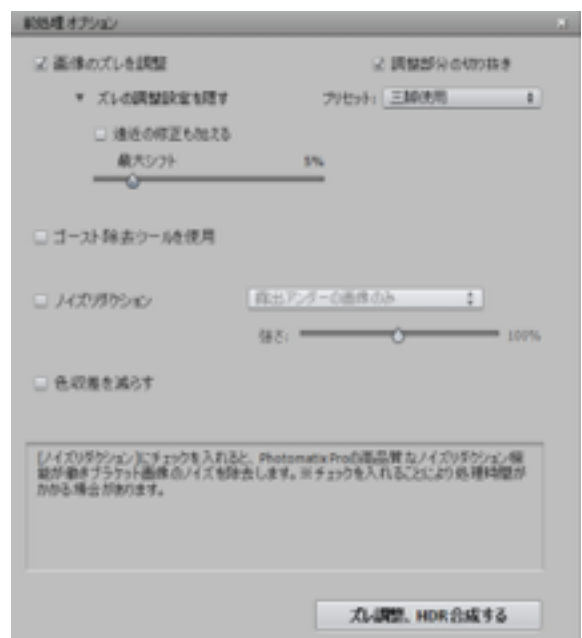 前処理オプション
☑ 画像のズレを調整 ☑ 調整部分の切り抜き
▼ ズレの調整設定を隠す プリセット: 三脚使用
□ 遠近の修正も加える
最大シフト 5%
□ ゴースト除去ツールを使用
□ ノイズリダクション 露出アンダーの画像のみ
強さ: 100%
□ 色収差を減らす
[ノイズリダクション]にチェックを入れると、Photomatix Proの高品質なノイズリダクション機
能が働きブラケット画像のノイズを除去します。※チェックを入れることにより処理時間が
かかる場合があります。
ズレ調整、HDR合成する